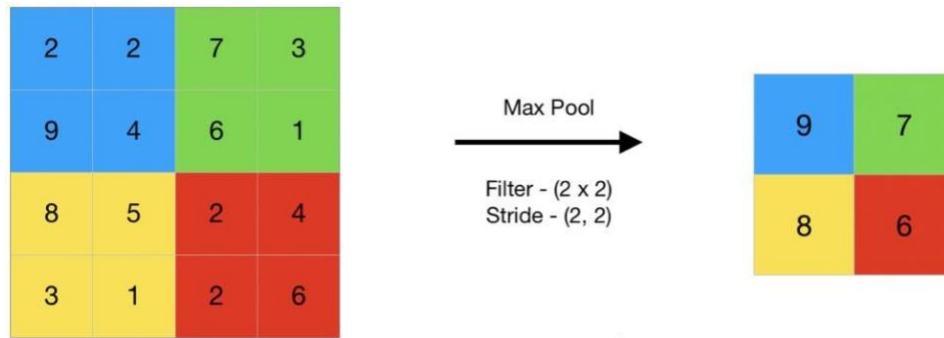 2 2 7 3
9 4 6 1
8 5 2 4
3 1 2 6
Max Pool
Filter - (2 x 2)
Stride - (2, 2)
9 7
8 6